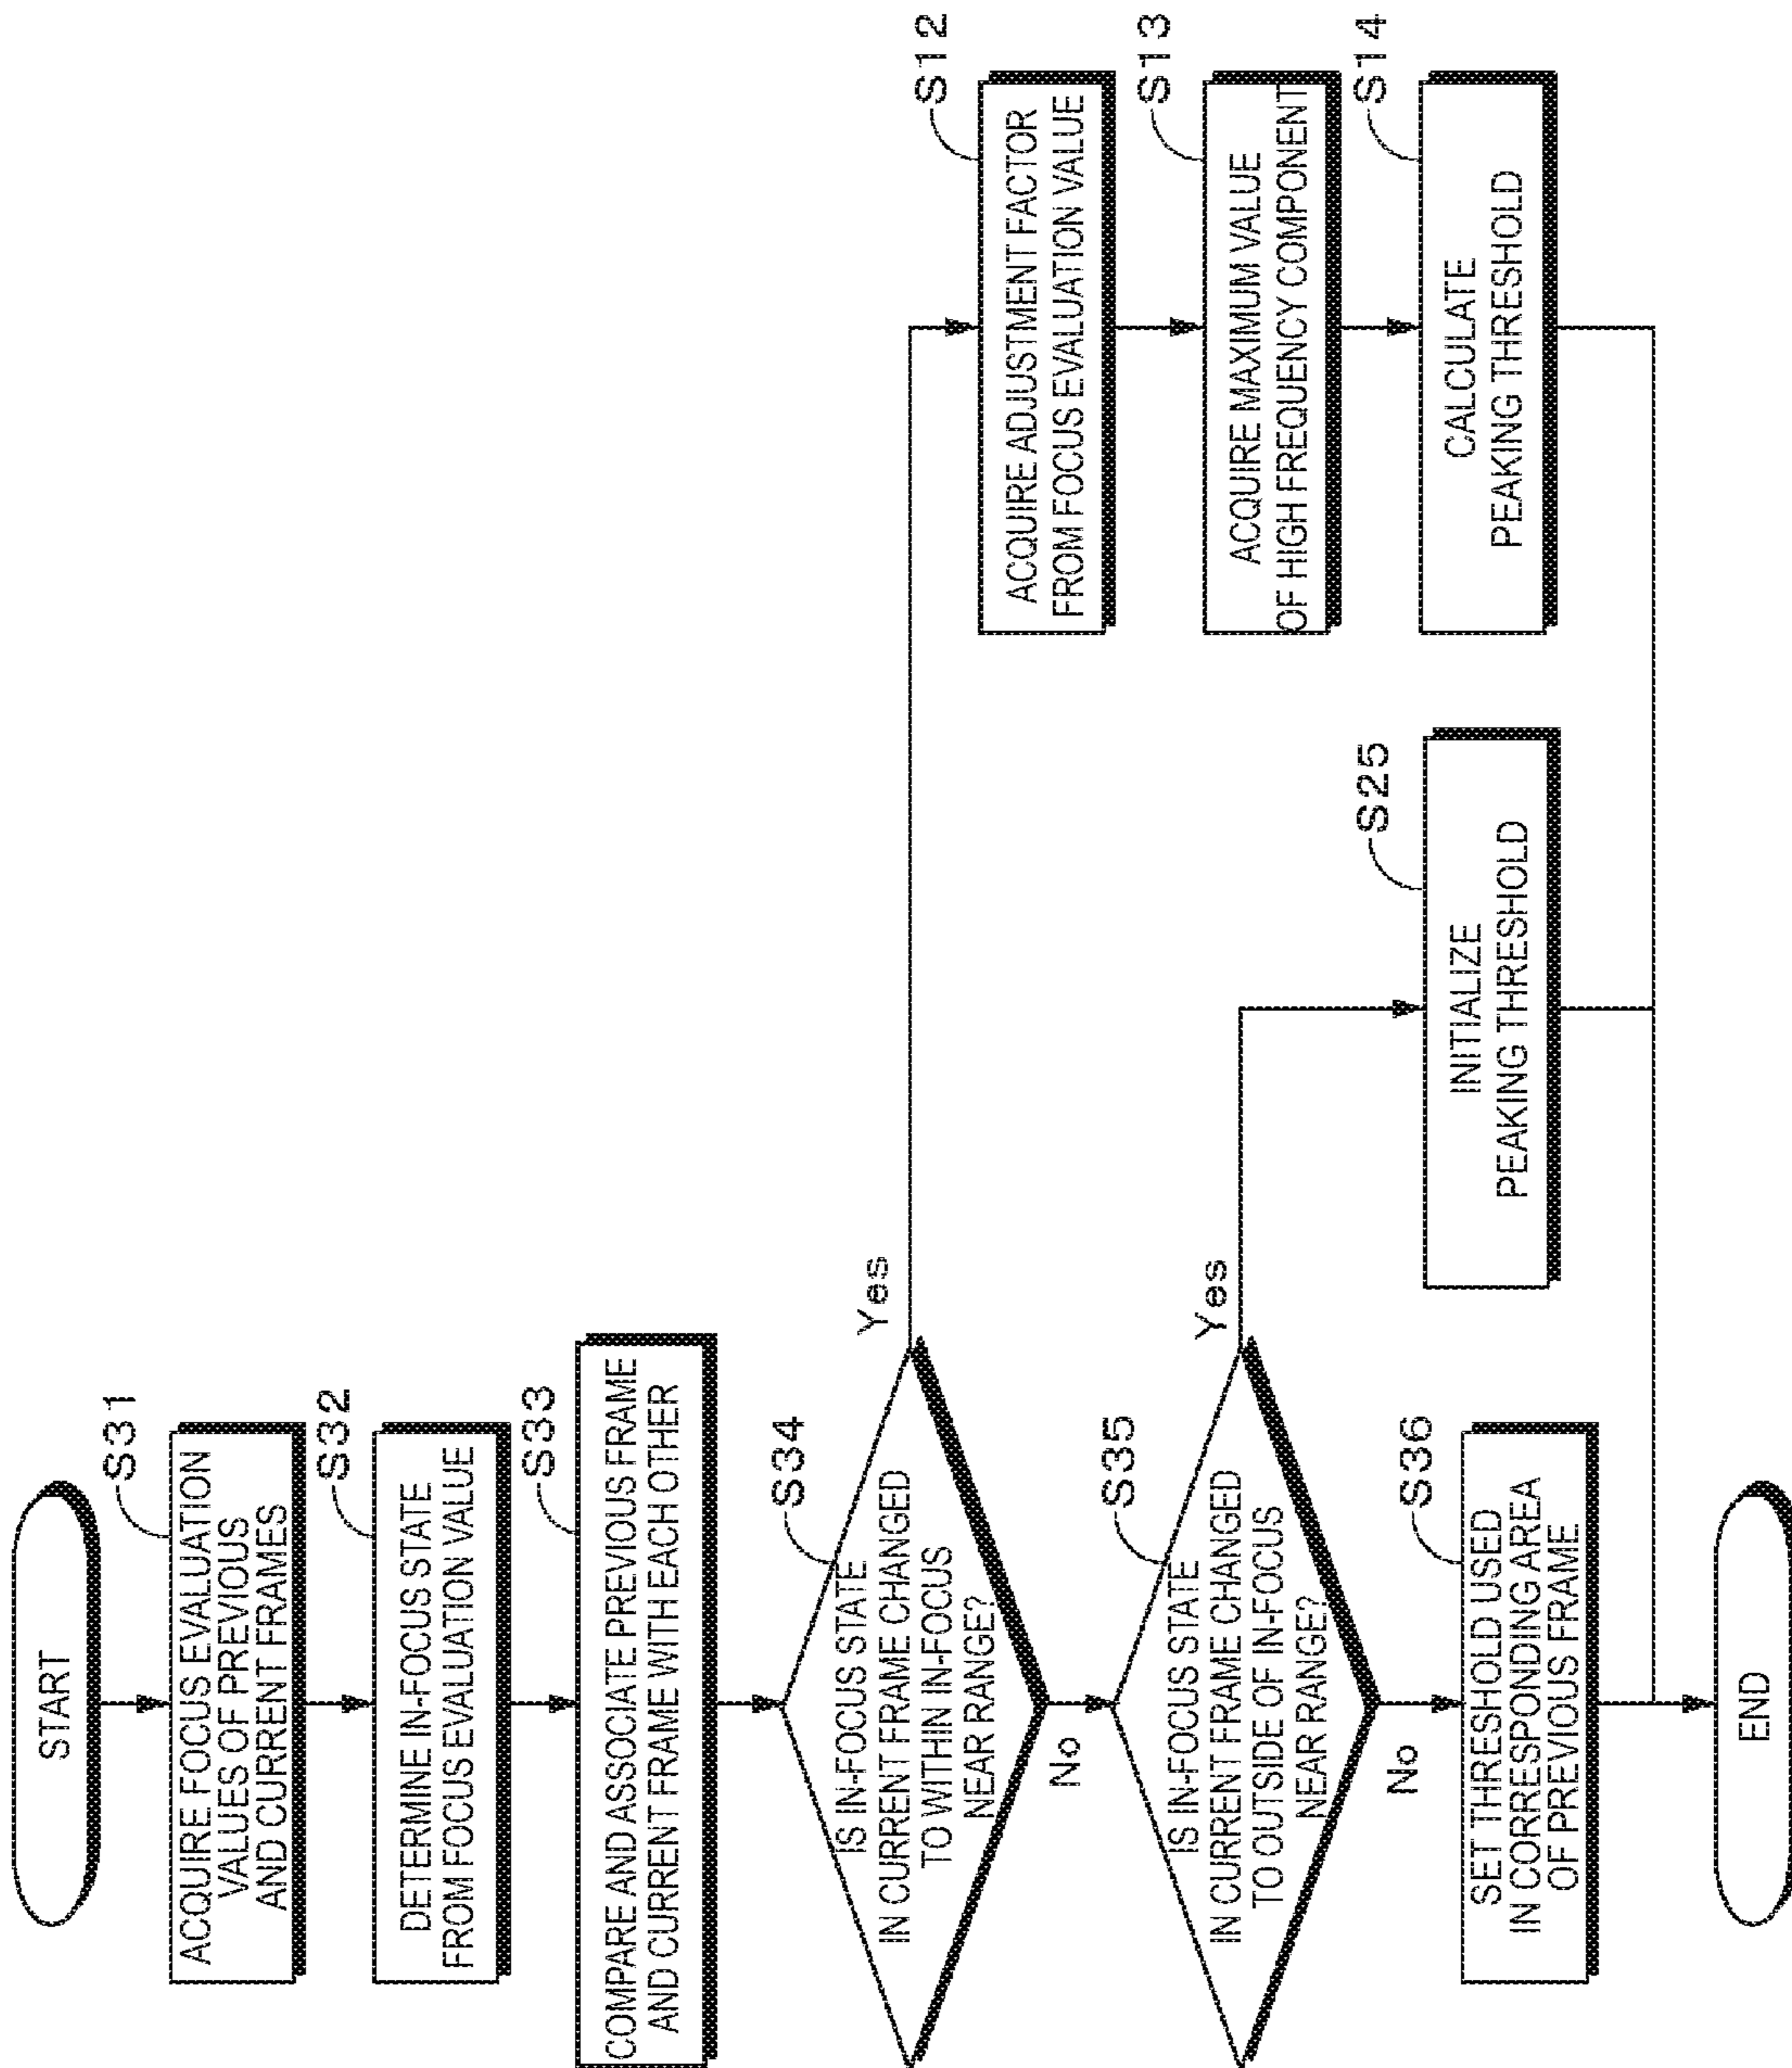 START
S31
ACQUIRE FOCUS EVALUATION
VALUES OF PREVIOUS
AND CURRENT FRAMES
S32
DETERMINE IN-FOCUS STATE
FROM FOCUS EVALUATION VALUE
S33
COMPARE AND ASSOCIATE PREVIOUS FRAME
AND CURRENT FRAME WITH EACH OTHER
S34
IS IN-FOCUS STATE
IN CURRENT FRAME CHANGED
TO WITHIN IN-FOCUS
NEAR RANGE?
Yes
No
S12
ACQUIRE ADJUSTMENT FACTOR
FROM FOCUS EVALUATION VALUE
S13
ACQUIRE MAXIMUM VALUE
OF HIGH FREQUENCY COMPONENT
S14
CALCULATE
PEAKING THRESHOLD
S35
IS IN-FOCUS STATE
IN CURRENT FRAME CHANGED
TO OUTSIDE OF IN-FOCUS
NEAR RANGE?
Yes
No
S25
INITIALIZE
PEAKING THRESHOLD
S36
SET THRESHOLD USED
IN CORRESPONDING AREA
OF PREVIOUS FRAME
END